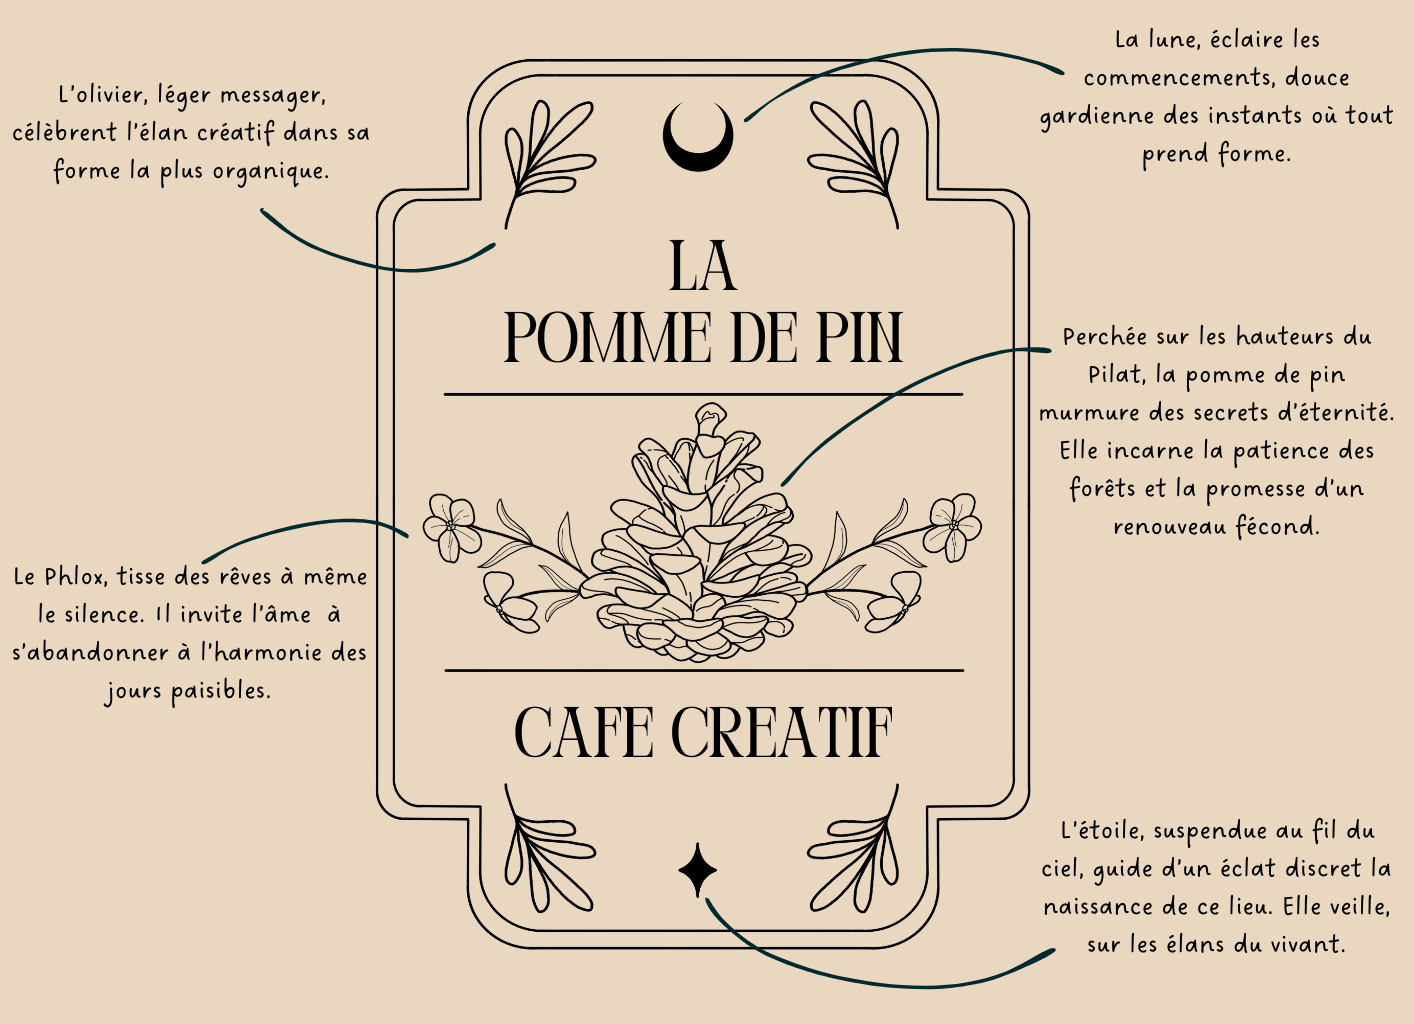 L'olivier, léger messager,
célèbrent l'élan créatif dans sa
forme la plus organique.
La lune, éclaire les
commencements, douce
gardienne des instants où tout
prend forme.
LA
POMME DE PIN
Perchée sur les hauteurs du
Pilat, la pomme de pin
murmure des secrets d'éternité.
Elle incarne la patience des
forêts et la promesse d'un
renouveau fécond.
Le Phlox, tisse des rêves à même
le silence. Il invite l'âme à
s'abandonner à l'harmonie des
jours paisibles.
CAFE CREATIF
L'étoile, suspendue au fil du
ciel, guide d'un éclat discret la
naissance de ce lieu. Elle veille,
sur les élans du vivant.